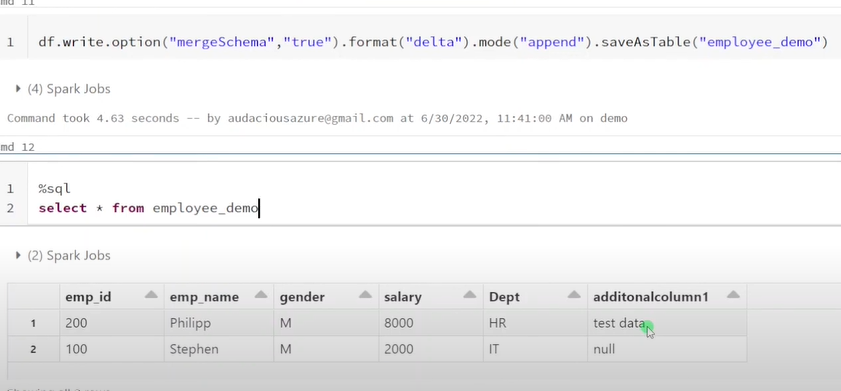 md 11
1 df.write.option("mergeSchema","true").format("delta").mode("append").saveAsTable("employee_demo")
(4) Spark Jobs
Command took 4.63 seconds -- by audaciousazure@gmail.com at 6/30/2022, 11:41:00 AM on demo
md 12
1 %sql
2 select * from employee_demo
(2) Spark Jobs
emp_id emp_name gender salary Dept additonalcolumn1
1 200 Philipp M 8000 HR test data
2 100 Stephen M 2000 IT null